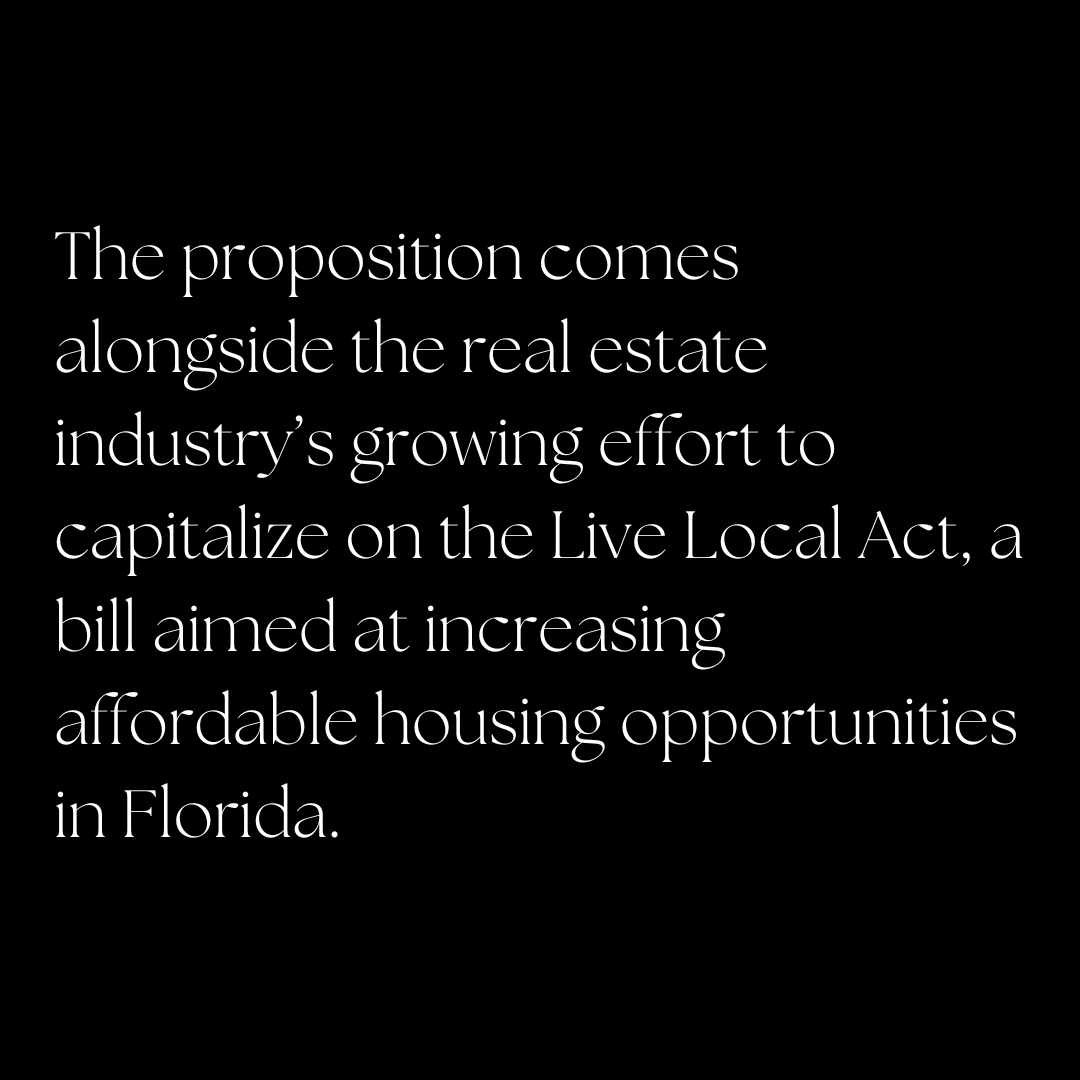 The proposition comes
alongside the real estate
industry’s growing effort to
capitalize on the Live Local Act, a
bill aimed at increasing
affordable housing opportunities
in Florida.